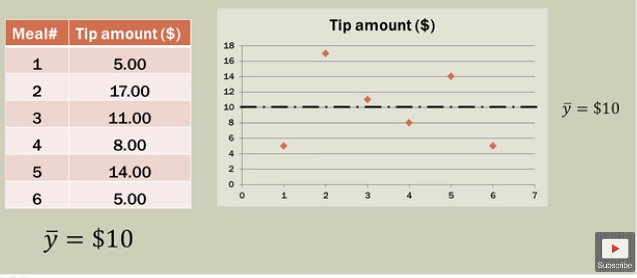 Meal# Tip amount ($)
1 5.00
2 17.00
3 11.00
4 8.00
5 14.00
6 5.00
ȳ = $10
Tip amount ($)
18
16
14
12
10
8
6
4
2
0
0 1 2 3 4 5 6 7
ȳ = $10
Subscribe